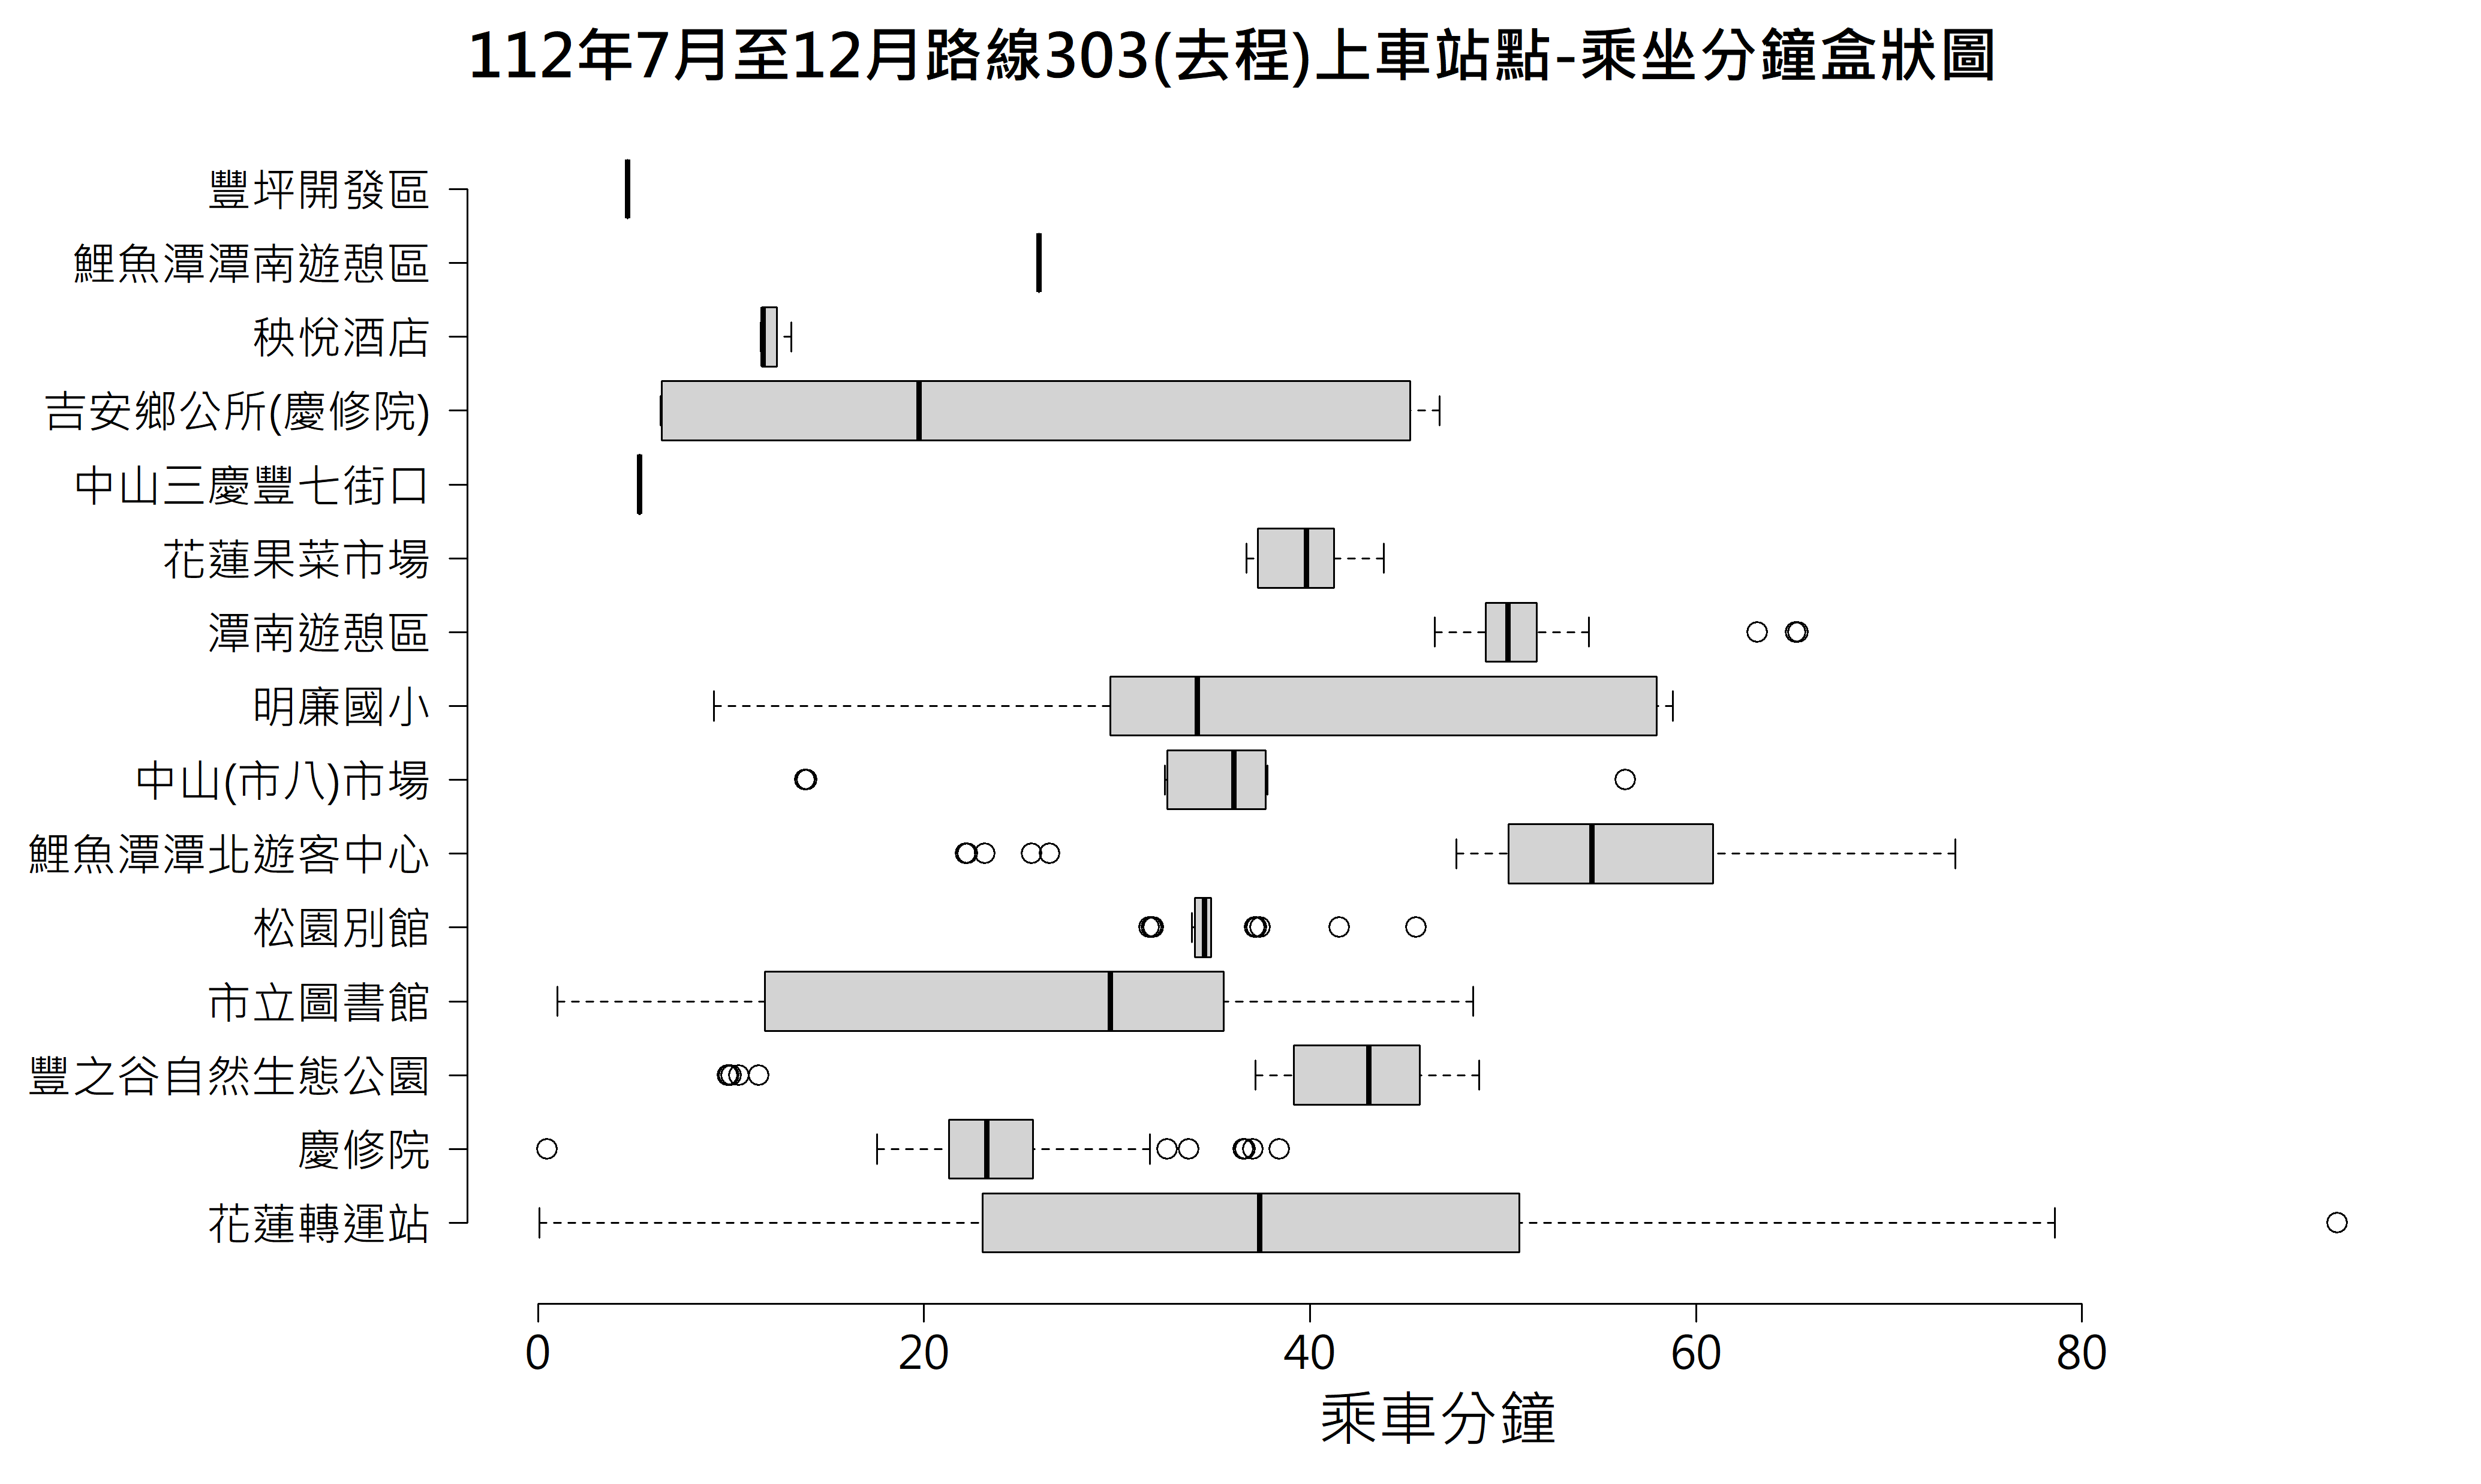 112年7月至12月路線303(去程)上車站點-乘坐分鐘盒狀圖
豐坪開發區
鯉魚潭潭南遊憩區
秧悅酒店
吉安鄉公所(慶修院)
中山三慶豐七街口
花蓮果菜市場
潭南遊憩區
明廉國小
中山(市八)市場
鯉魚潭潭北遊客中心
松園別館
市立圖書館
豐之谷自然生態公園
慶修院
花蓮轉運站
0 20 40 60 80
乘車分鐘